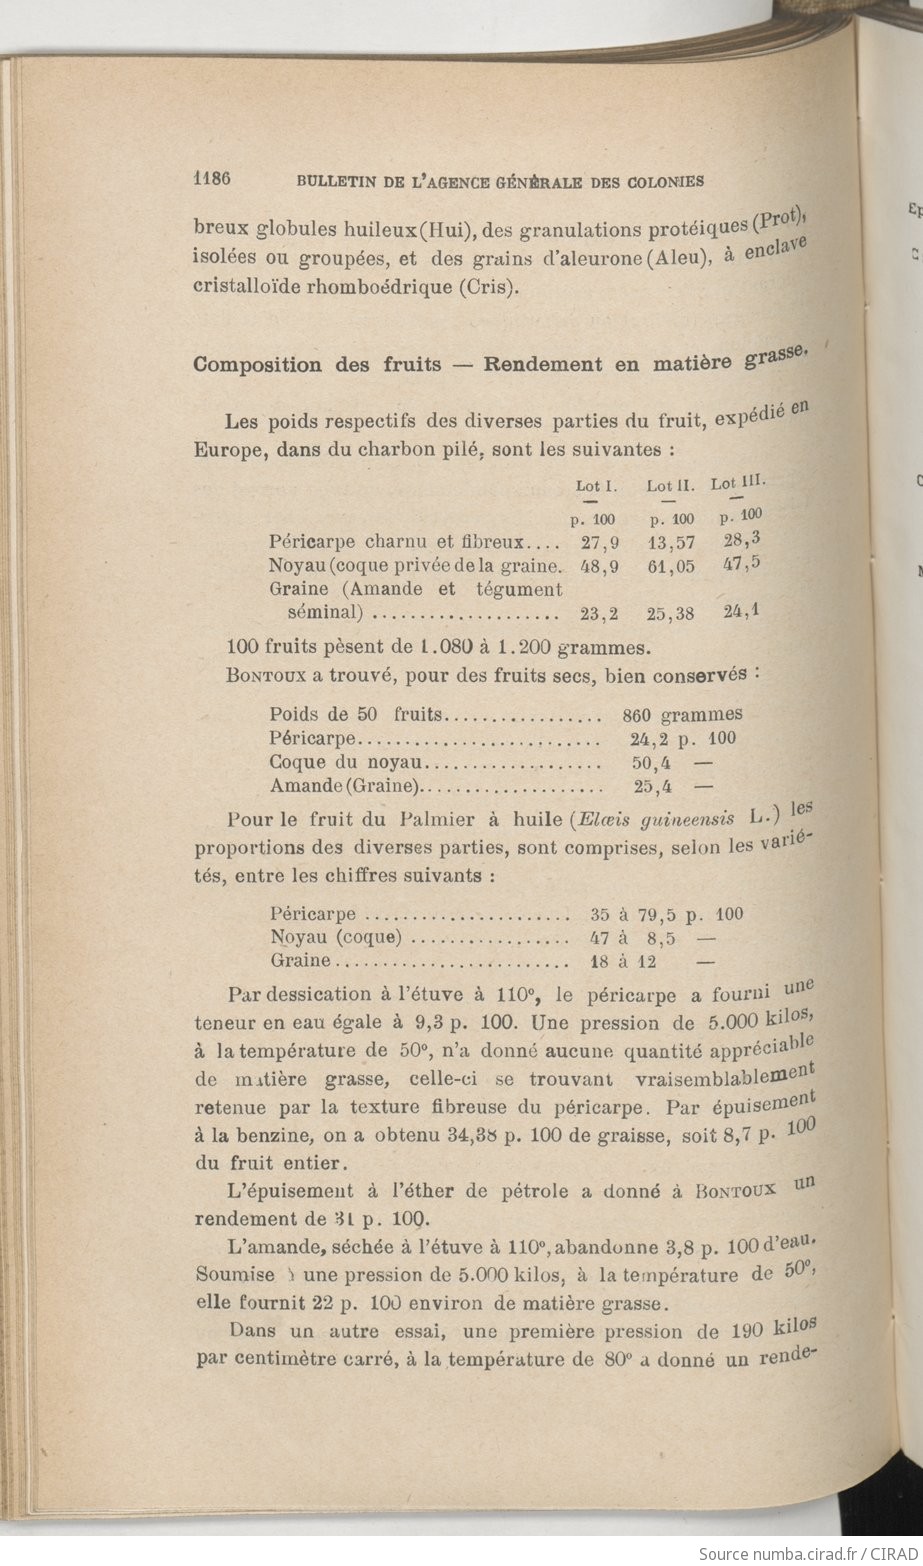 1186 BULLETIN DE L'AGENCE GÉNÉRALE DES COLONIES
breux globules huileux (Hui), des granulations protéiques (Prot),
isolées ou groupées, et des grains d'aleurone (Aleu), à enclave
cristalloïde rhomboédrique (Cris).
Composition des fruits — Rendement en matière grasse.
Les poids respectifs des diverses parties du fruit, expédié en
Europe, dans du charbon pilé, sont les suivantes :
Lot I. Lot II. Lot III.
— — —
p. 100 p. 100 p. 100
Péricarpe charnu et fibreux.... 27,9 13,57 28,3
Noyau (coque privée de la graine. 48,9 61,05 47,5
Graine (Amande et tégument
séminal) .................... 23,2 25,38 24,1
100 fruits pèsent de 1.080 à 1.200 grammes.
BONTOUX a trouvé, pour des fruits secs, bien conservés :
Poids de 50 fruits................. 860 grammes
Péricarpe.......................... 24,2 p. 100
Coque du noyau................... 50,4 —
Amande (Graine).................... 25,4 —
Pour le fruit du Palmier à huile (Elæis guineensis L.) les
proportions des diverses parties, sont comprises, selon les varié-
tés, entre les chiffres suivants :
Péricarpe ...................... 35 à 79,5 p. 100
Noyau (coque) ................. 47 à 8,5 —
Graine......................... 18 à 12 —
Par dessication à l'étuve à 110°, le péricarpe a fourni une
teneur en eau égale à 9,3 p. 100. Une pression de 5.000 kilos,
à la température de 50°, n'a donné aucune quantité appréciable
de matière grasse, celle-ci se trouvant vraisemblablement
retenue par la texture fibreuse du péricarpe. Par épuisement
à la benzine, on a obtenu 34,38 p. 100 de graisse, soit 8,7 p. 100
du fruit entier.
L'épuisement à l'éther de pétrole a donné à BONTOUX un
rendement de 31 p. 100.
L'amande, séchée à l'étuve à 110°, abandonne 3,8 p. 100 d'eau.
Soumise à une pression de 5.000 kilos, à la température de 50°,
elle fournit 22 p. 100 environ de matière grasse.
Dans un autre essai, une première pression de 190 kilos
par centimètre carré, à la température de 80° a donné un rende-
Source numba.cirad.fr / CIRAD